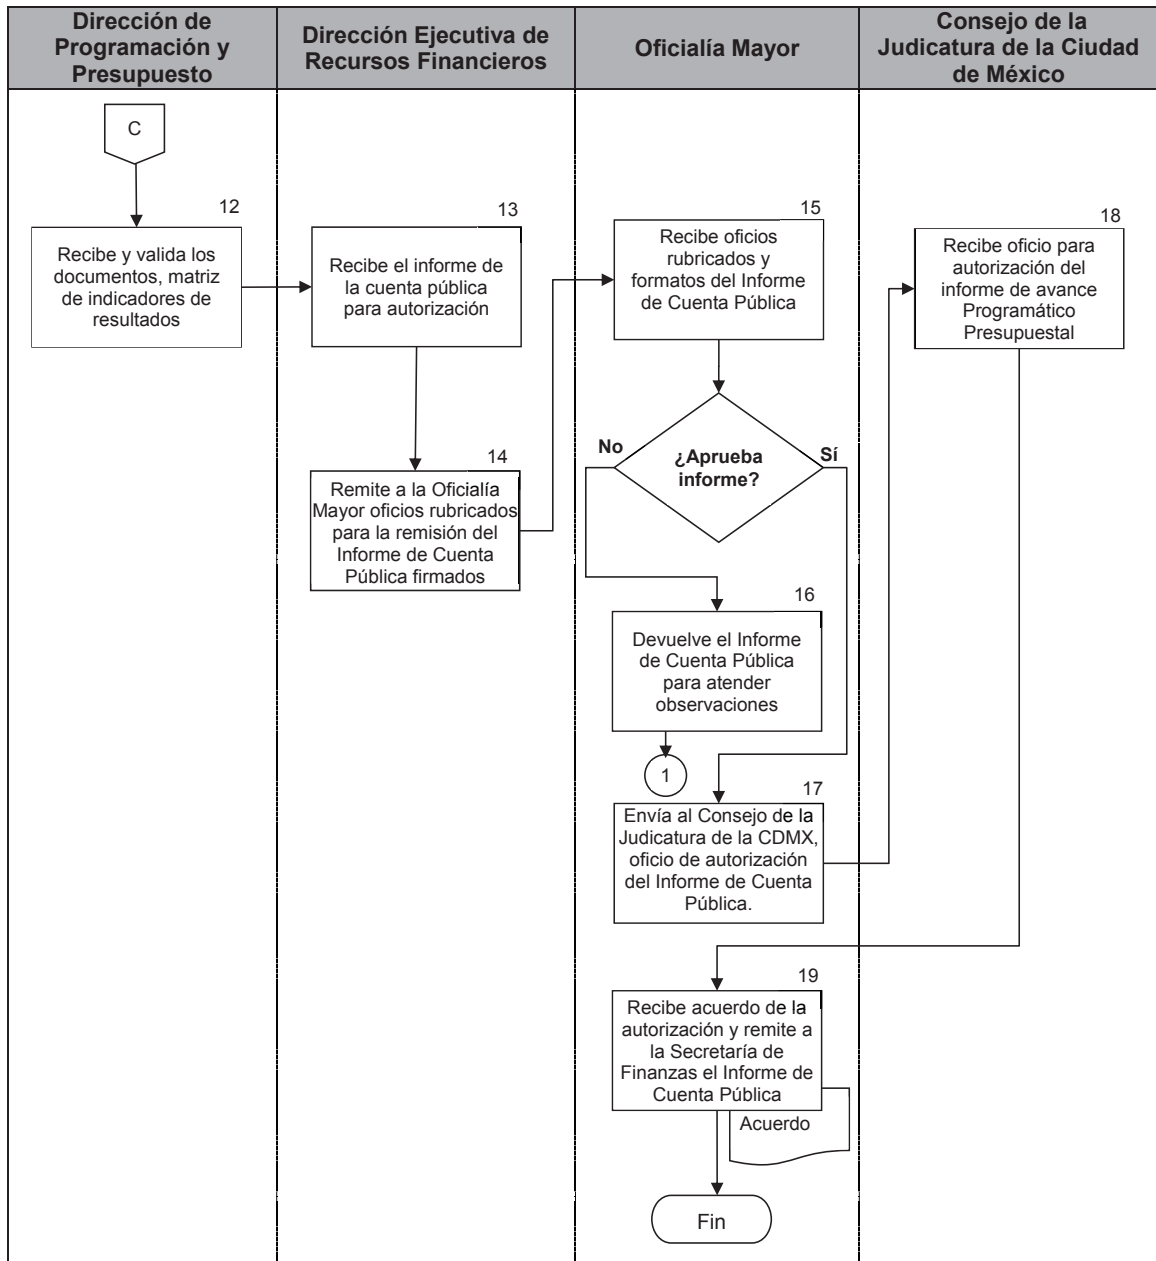 Dirección de
Programación y
Presupuesto
Dirección Ejecutiva de
Recursos Financieros
Oficialía Mayor
Consejo de la
Judicatura de la Ciudad
de México
C
12
Recibe y valida los
documentos, matriz
de indicadores de
resultados
13
Recibe el informe de
la cuenta pública
para autorización
14
Remite a la Oficialía
Mayor oficios rubricados
para la remisión del
Informe de Cuenta
Pública firmados
15
Recibe oficios
rubricados y
formatos del Informe
de Cuenta Pública
No
¿Aprueba
informe?
Sí
16
Devuelve el Informe
de Cuenta Pública
para atender
observaciones
1
17
Envía al Consejo de la
Judicatura de la CDMX,
oficio de autorización
del Informe de Cuenta
Pública.
18
Recibe oficio para
autorización del
informe de avance
Programático
Presupuestal
19
Recibe acuerdo de la
autorización y remite a
la Secretaría de
Finanzas el Informe de
Cuenta Pública
Acuerdo
Fin